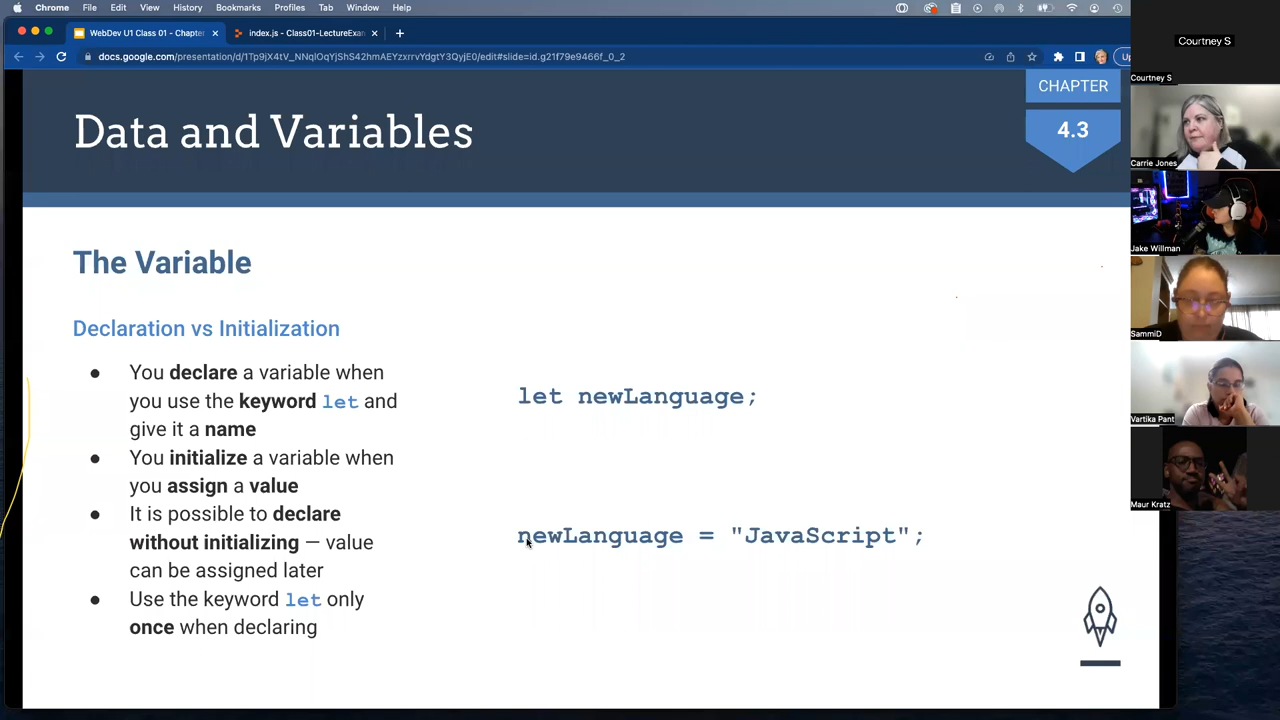 Chrome File Edit View History Bookmarks Profiles Tab Window Help
WebDev U1 Class 01 - Chapter
index.js - Class01-LectureExan
docs.google.com/presentation/d/1Tp9jX4tV_NNqlOqYjShS42hmAEYzxrrvYdgtY3QyjE0/edit#slide=id.g21f79e9466f_0_2
Data and Variables
CHAPTER
4.3
The Variable
Declaration vs Initialization
● You declare a variable when
you use the keyword let and
give it a name
● You initialize a variable when
you assign a value
● It is possible to declare
without initializing — value
can be assigned later
● Use the keyword let only
once when declaring
let newLanguage;
newLanguage = "JavaScript";
Courtney S
Courtney S
Carrie Jones
Jake Willman
SammiD
Vartika Pant
Maur Kratz